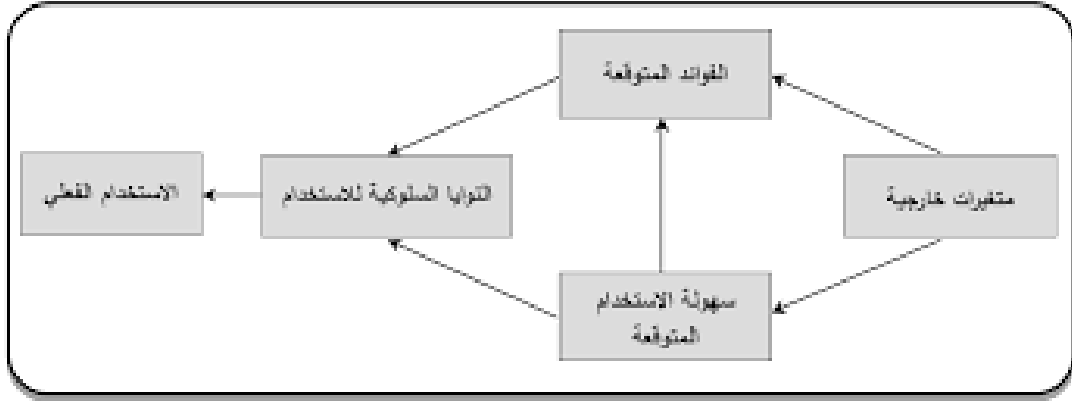 الفوائد المتوقعة
متغيرات خارجية
النوايا السلوكية للاستخدام
الاستخدام الفعلي
سهولة الاستخدام
المتوقعة